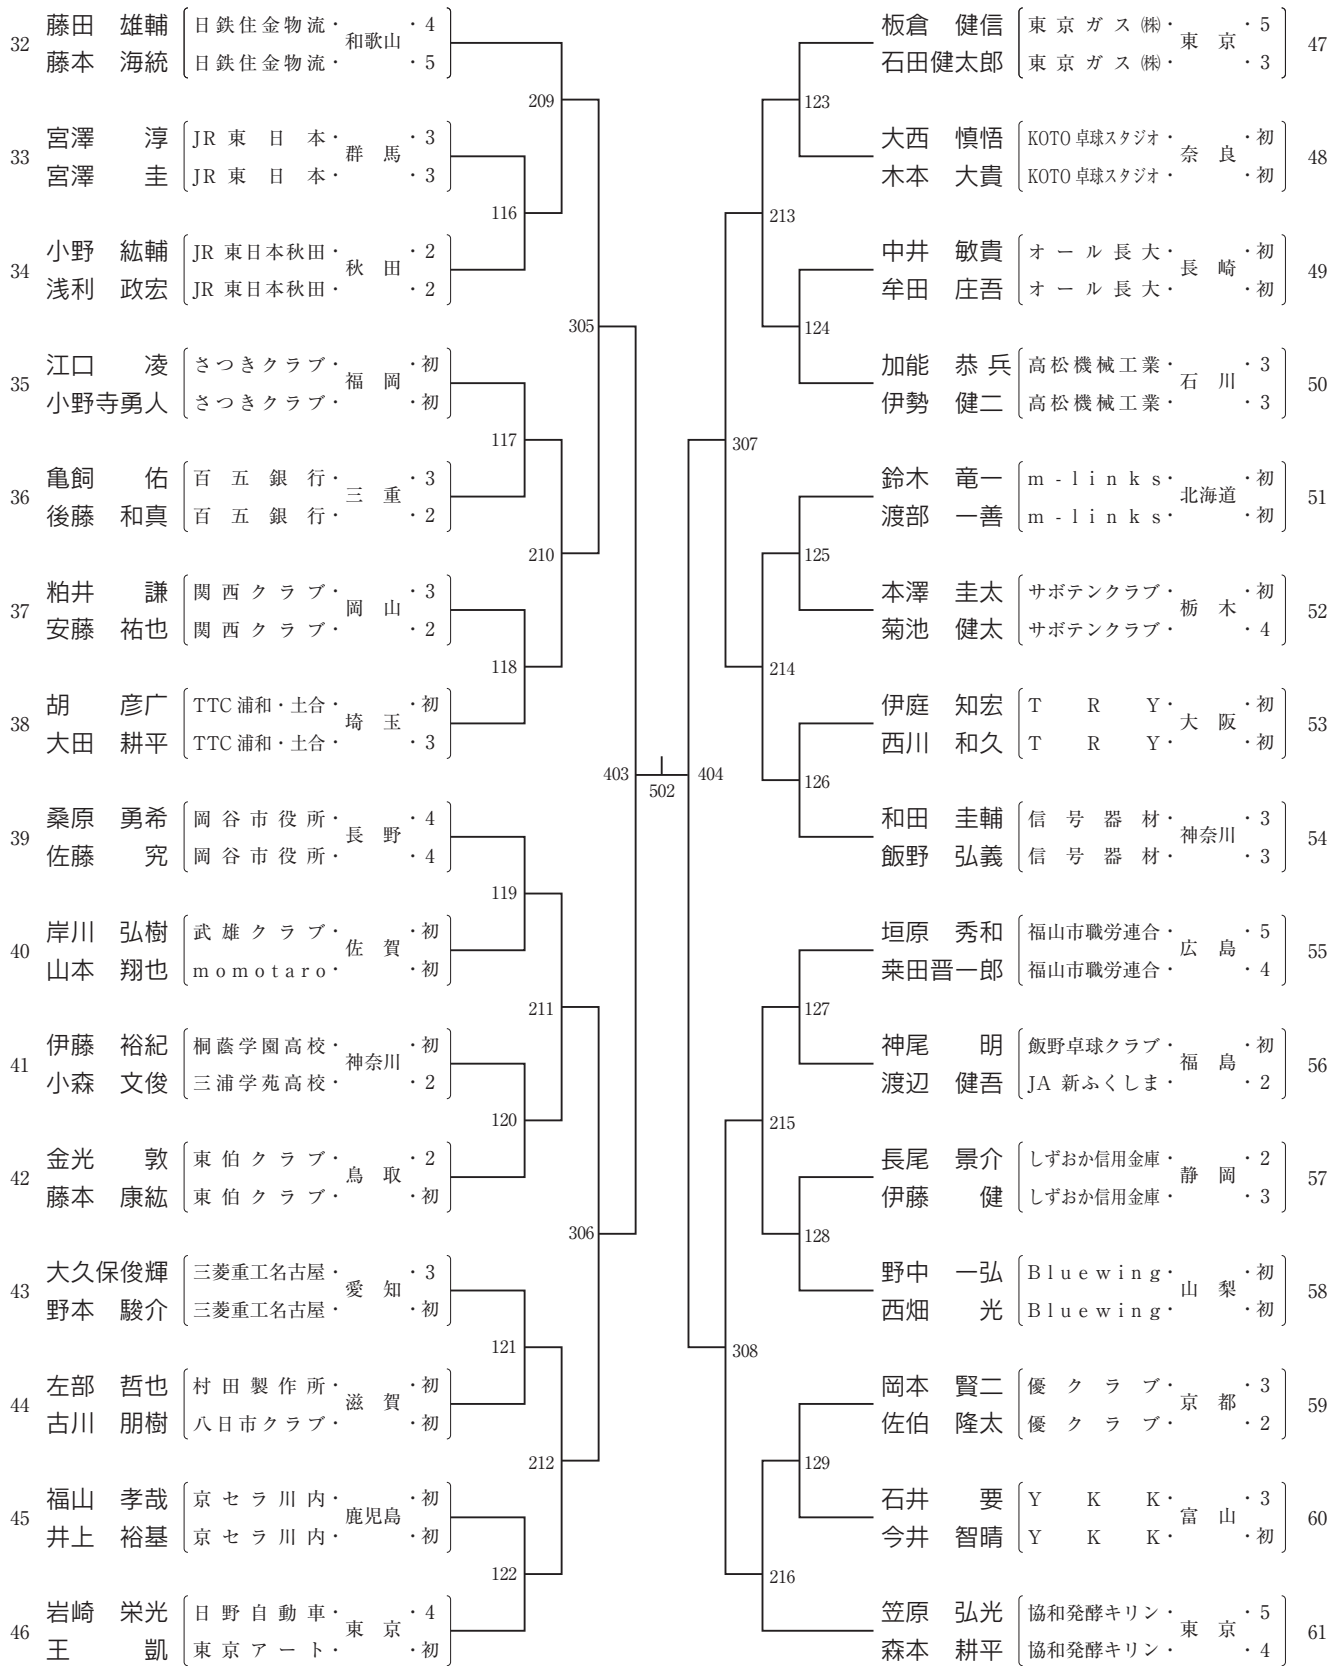 32 藤田 雄輔 日鉄住金物流・和歌山・4
藤本 海統 日鉄住金物流・・5
209
33 宮澤 淳 JR東日本・群馬・3
宮澤 圭 JR東日本・・3
116
34 小野 紘輔 JR東日本秋田・秋田・2
浅利 政宏 JR東日本秋田・・2
305
35 江口 凌 さつきクラブ・福岡・初
小野寺勇人 さつきクラブ・・初
117
36 亀飼 佑 百五銀行・三重・3
後藤 和真 百五銀行・・2
210
37 粕井 謙 関西クラブ・岡山・3
安藤 祐也 関西クラブ・・2
118
38 胡 彦广 TTC浦和・土合・埼玉・初
大田 耕平 TTC浦和・土合・・3
403
502
39 桑原 勇希 岡谷市役所・長野・4
佐藤 究 岡谷市役所・・4
119
40 岸川 弘樹 武雄クラブ・佐賀・初
山本 翔也 momotaro・・初
211
41 伊藤 裕紀 桐蔭学園高校・神奈川・初
小森 文俊 三浦学苑高校・・2
120
42 金光 敦 東伯クラブ・鳥取・2
藤本 康紘 東伯クラブ・・初
306
43 大久保俊輝 三菱重工名古屋・愛知・3
野本 駿介 三菱重工名古屋・・初
121
44 左部 哲也 村田製作所・滋賀・初
古川 朋樹 八日市クラブ・・初
212
45 福山 孝哉 京セラ川内・鹿児島・初
井上 裕基 京セラ川内・・初
122
46 岩崎 栄光 日野自動車・東京・4
王 凱 東京アート・・初
板倉 健信 東京ガス㈱・東京・5 47
石田健太郎 東京ガス㈱・・3
123
大西 慎悟 KOTO卓球スタジオ・奈良・初 48
木本 大貴 KOTO卓球スタジオ・・初
213
中井 敏貴 オール長大・長崎・初 49
牟田 庄吾 オール長大・・初
124
加能 恭兵 高松機械工業・石川・3 50
伊勢 健二 高松機械工業・・3
307
鈴木 竜一 m-links・北海道・初 51
渡部 一善 m-links・・初
125
本澤 圭太 サボテンクラブ・栃木・初 52
菊池 健太 サボテンクラブ・・4
214
伊庭 知宏 TRY・大阪・初 53
西川 和久 TRY・・初
404
126
和田 圭輔 信号器材・神奈川・3 54
飯野 弘義 信号器材・・3
垣原 秀和 福山市職労連合・広島・5 55
桒田晋一郎 福山市職労連合・・4
127
神尾 明 飯野卓球クラブ・福島・初 56
渡辺 健吾 JA新ふくしま・・2
215
長尾 景介 しずおか信用金庫・静岡・2 57
伊藤 健 しずおか信用金庫・・3
128
野中 一弘 Bluewing・山梨・初 58
西畑 光 Bluewing・・初
308
岡本 賢二 優クラブ・京都・3 59
佐伯 隆太 優クラブ・・2
129
石井 要 YKK・富山・3 60
今井 智晴 YKK・・初
216
笠原 弘光 協和発酵キリン・東京・5 61
森本 耕平 協和発酵キリン・・4